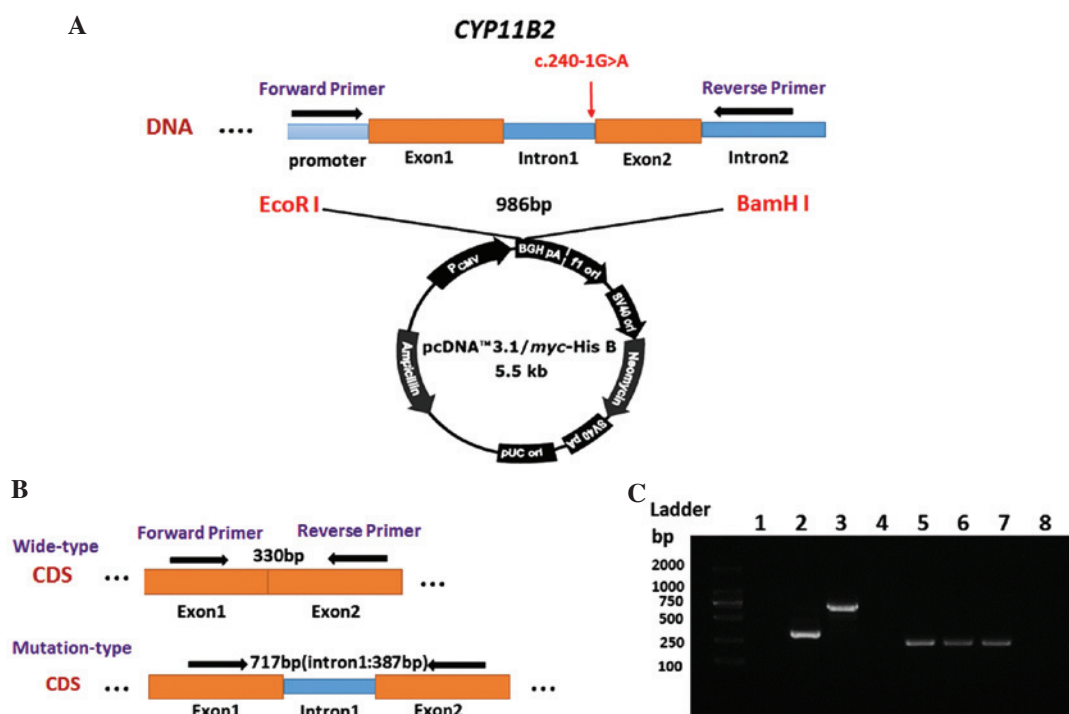 A
CYP11B2
c.240-1G>A
Forward Primer
Reverse Primer
DNA ....
promoter
Exon1
Intron1
Exon2
Intron2
EcoR I
986bp
BamH I
PCMV
BGH pA
f1 ori
SV40 ori
Neomycin
SV40 pA
pUC ori
Ampicillin
pcDNA™3.1/myc-His B
5.5 kb
B
Forward Primer
Reverse Primer
Wide-type
330bp
CDS ... ...
Exon1
Exon2
Mutation-type
717bp(intron1:387bp)
CDS ... ...
Exon1
Intron1
Exon2
C
Ladder 1 2 3 4 5 6 7 8
bp
2000
1000
750
500
250
100